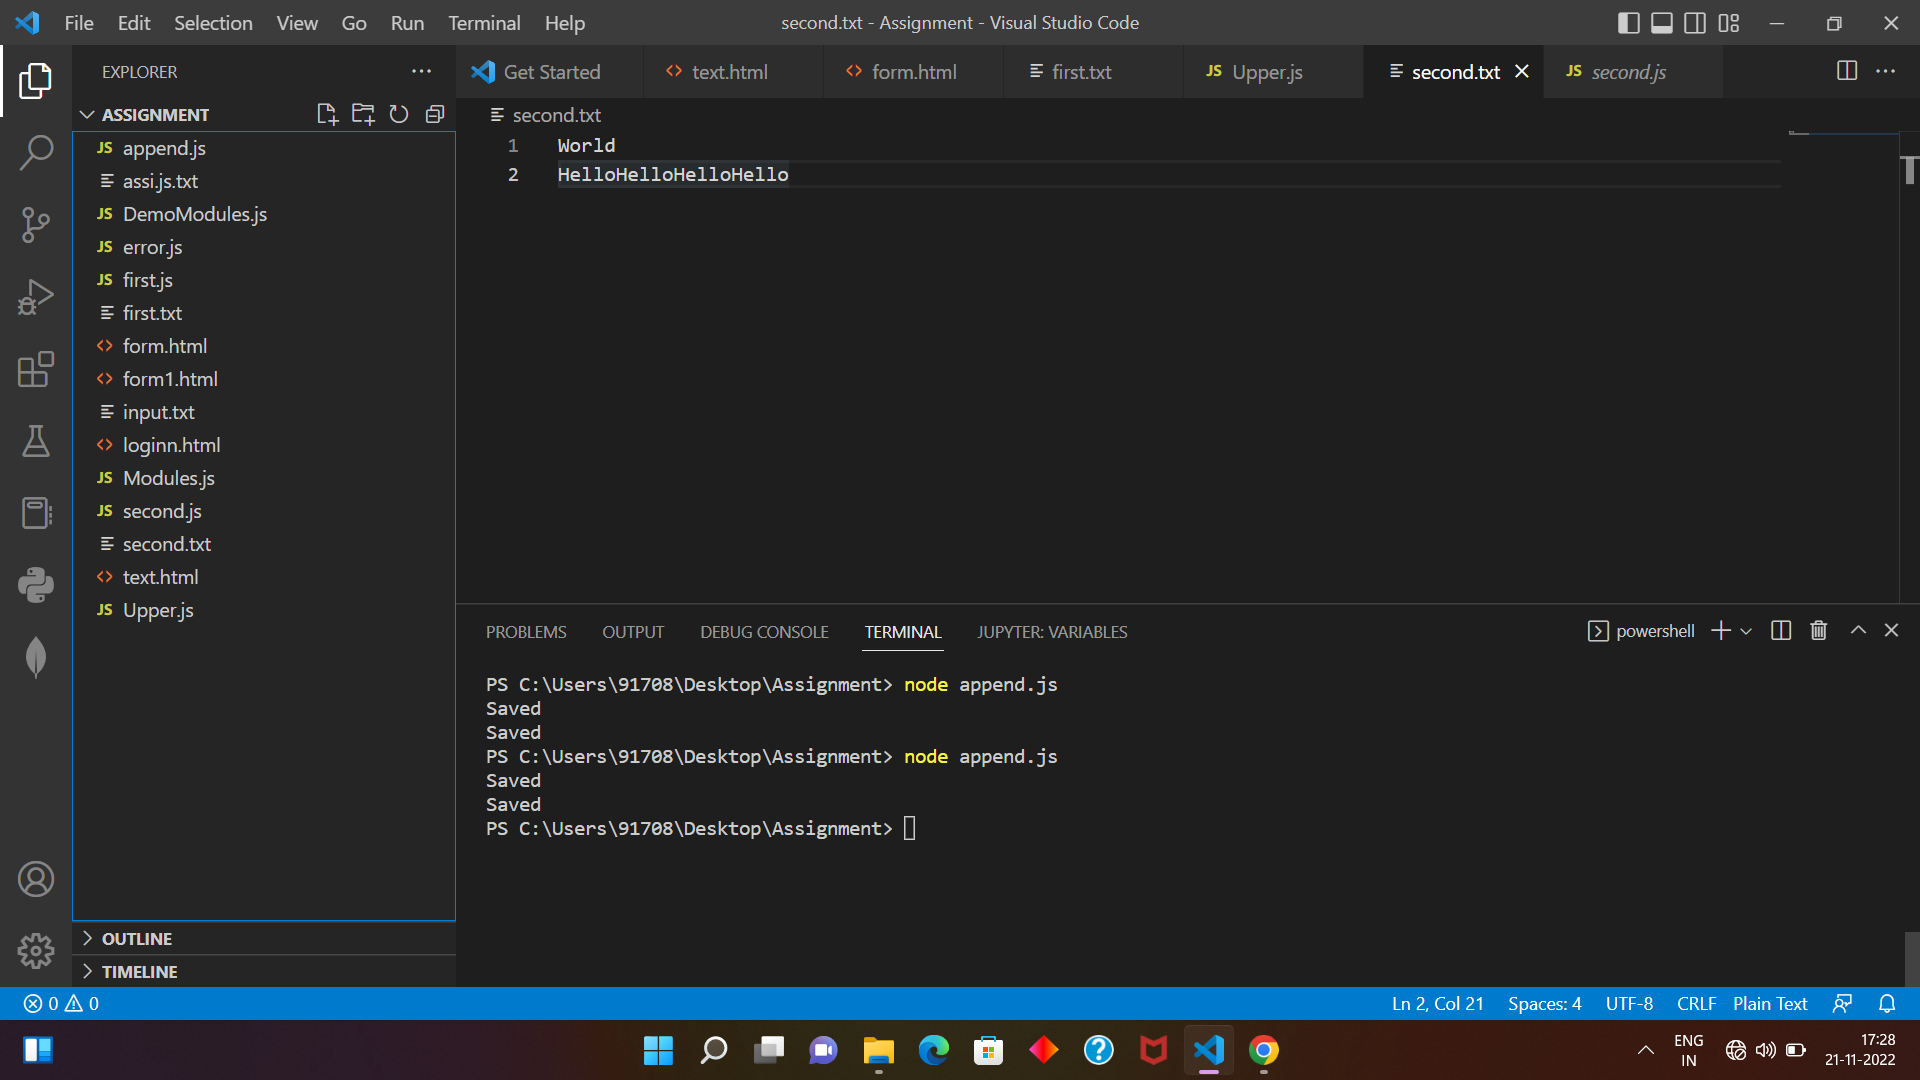 File Edit Selection View Go Run Terminal Help
second.txt - Assignment - Visual Studio Code
EXPLORER
ASSIGNMENT
JS append.js
assi.js.txt
JS DemoModules.js
JS error.js
JS first.js
first.txt
form.html
form1.html
input.txt
loginn.html
JS Modules.js
JS second.js
second.txt
text.html
JS Upper.js
OUTLINE
TIMELINE
Get Started
text.html
form.html
first.txt
JS Upper.js
second.txt
JS second.js
second.txt
1 World
2 HelloHelloHelloHello
PROBLEMS OUTPUT DEBUG CONSOLE TERMINAL JUPYTER: VARIABLES
powershell
PS C:\Users\91708\Desktop\Assignment> node append.js
Saved
Saved
PS C:\Users\91708\Desktop\Assignment> node append.js
Saved
Saved
PS C:\Users\91708\Desktop\Assignment>
0 0
Ln 2, Col 21 Spaces: 4 UTF-8 CRLF Plain Text
ENG
IN
17:28
21-11-2022